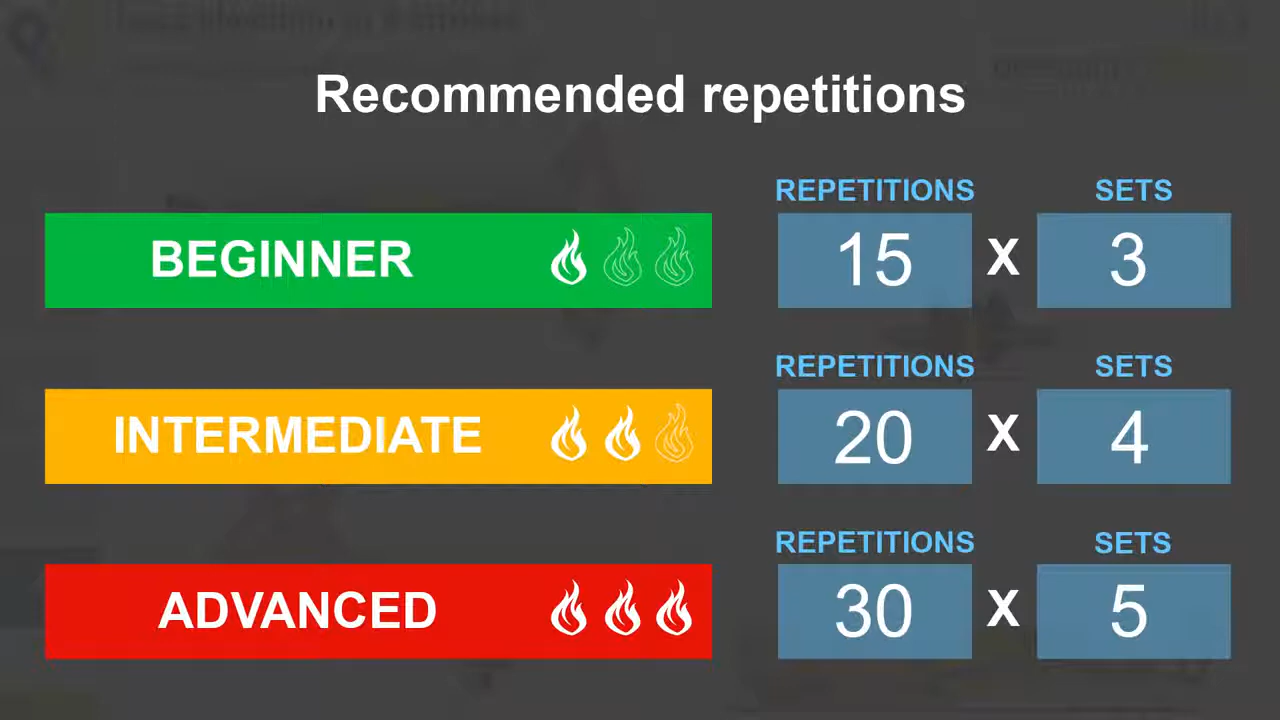 Recommended repetitions
REPETITIONS SETS
BEGINNER 15 X 3
REPETITIONS SETS
INTERMEDIATE 20 X 4
REPETITIONS SETS
ADVANCED 30 X 5